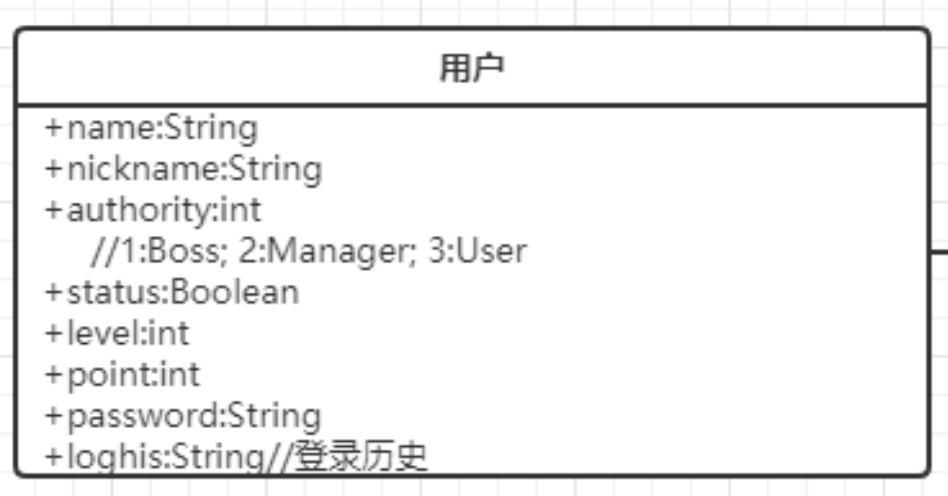 用户
+name:String
+nickname:String
+authority:int
//1:Boss; 2:Manager; 3:User
+status:Boolean
+level:int
+point:int
+password:String
+loghis:String//登录历史